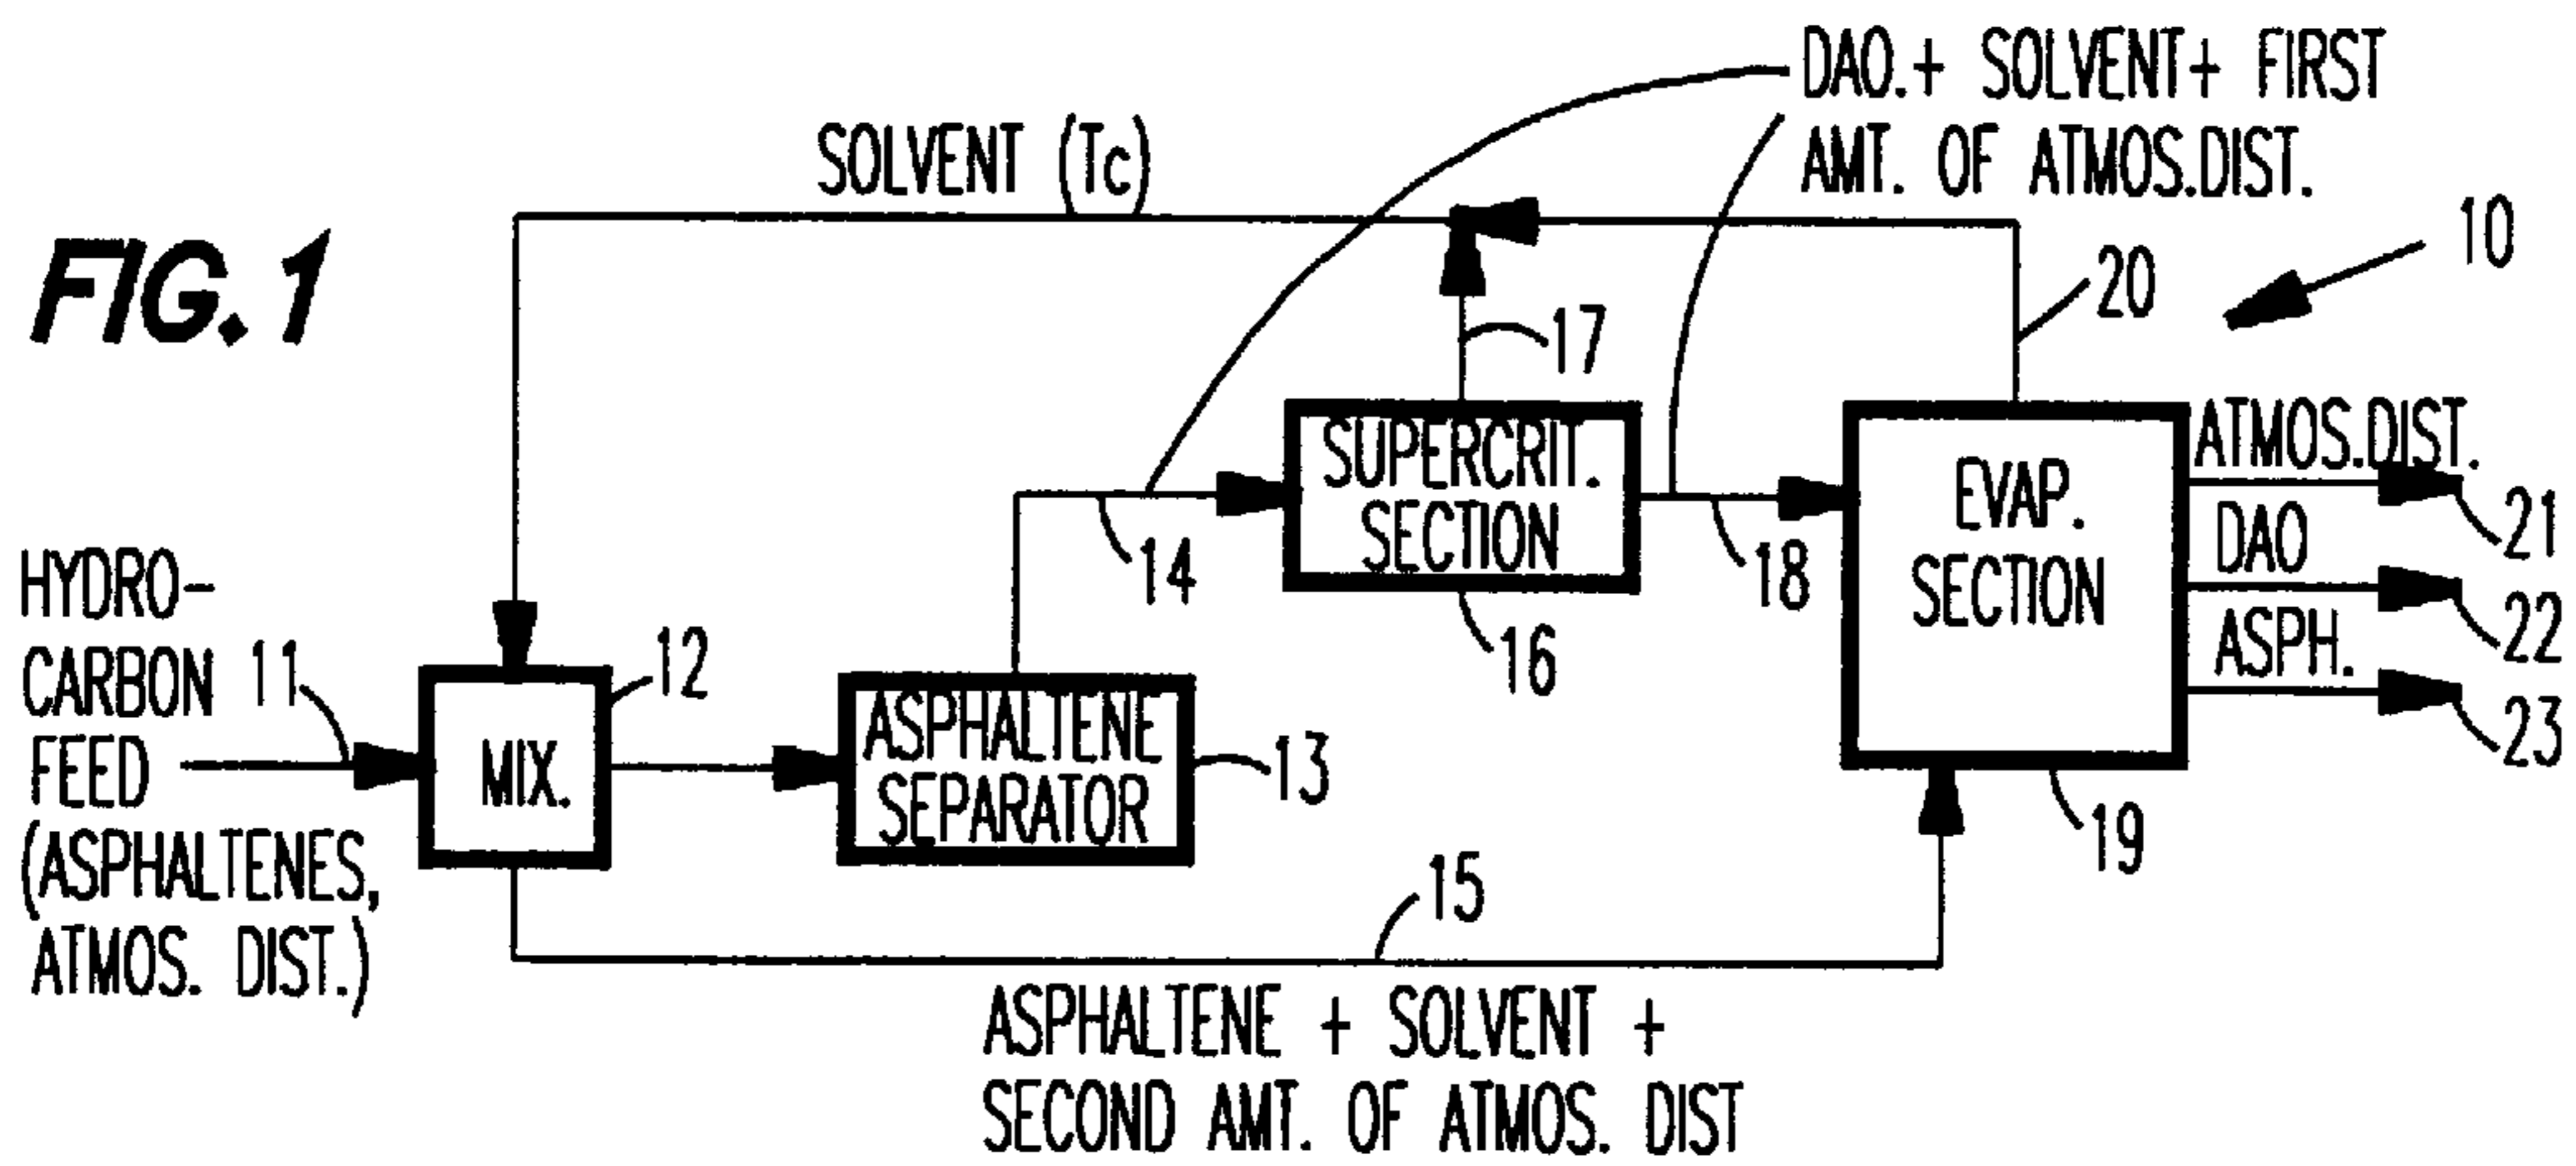 FIG. 1
SOLVENT (Tc)
DAO.+ SOLVENT+ FIRST
AMT. OF ATMOS.DIST.
10
20
17
HYDRO-
CARBON
FEED
(ASPHALTENES,
ATMOS. DIST.)
11
MIX.
12
ASPHALTENE
SEPARATOR
13
14
SUPERCRIT.
SECTION
16
18
EVAP.
SECTION
19
ATMOS.DIST.
21
DAO
22
ASPH.
23
15
ASPHALTENE + SOLVENT +
SECOND AMT. OF ATMOS. DIST